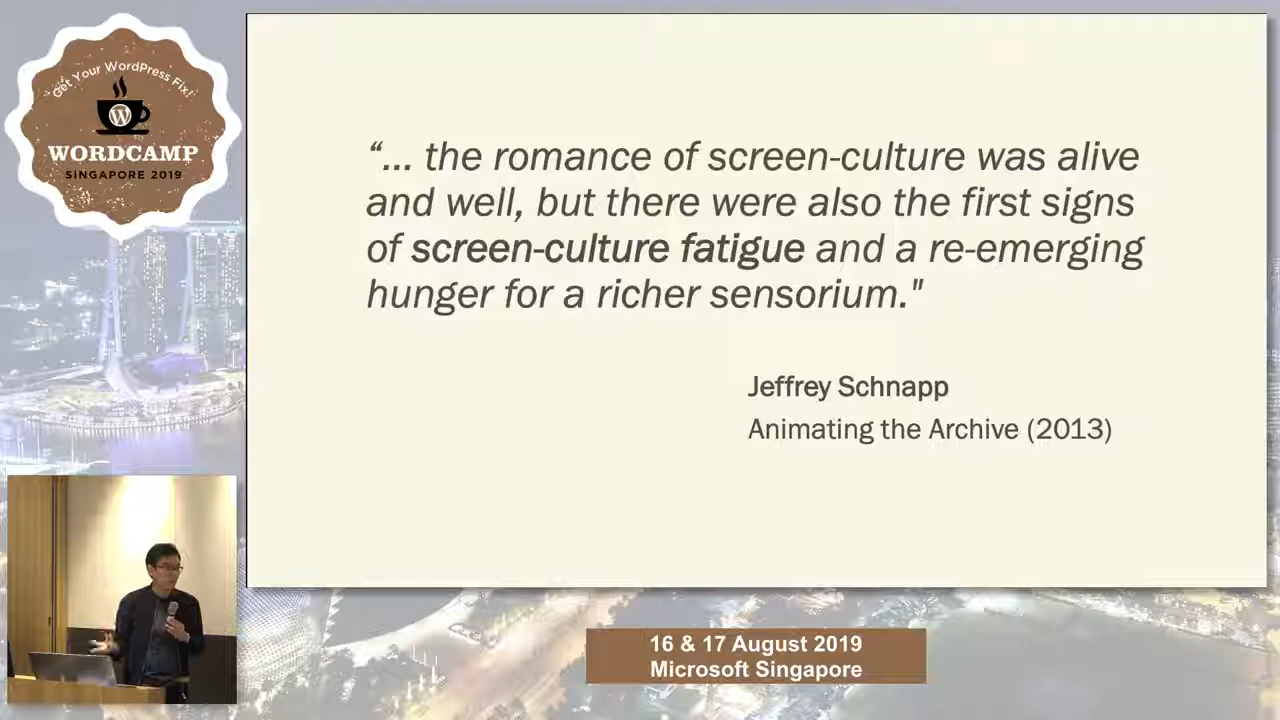 Get Your WordPress Fix!
WORDCAMP
SINGAPORE 2019
“... the romance of screen-culture was alive
and well, but there were also the first signs
of screen-culture fatigue and a re-emerging
hunger for a richer sensorium."
Jeffrey Schnapp
Animating the Archive (2013)
16 & 17 August 2019
Microsoft Singapore